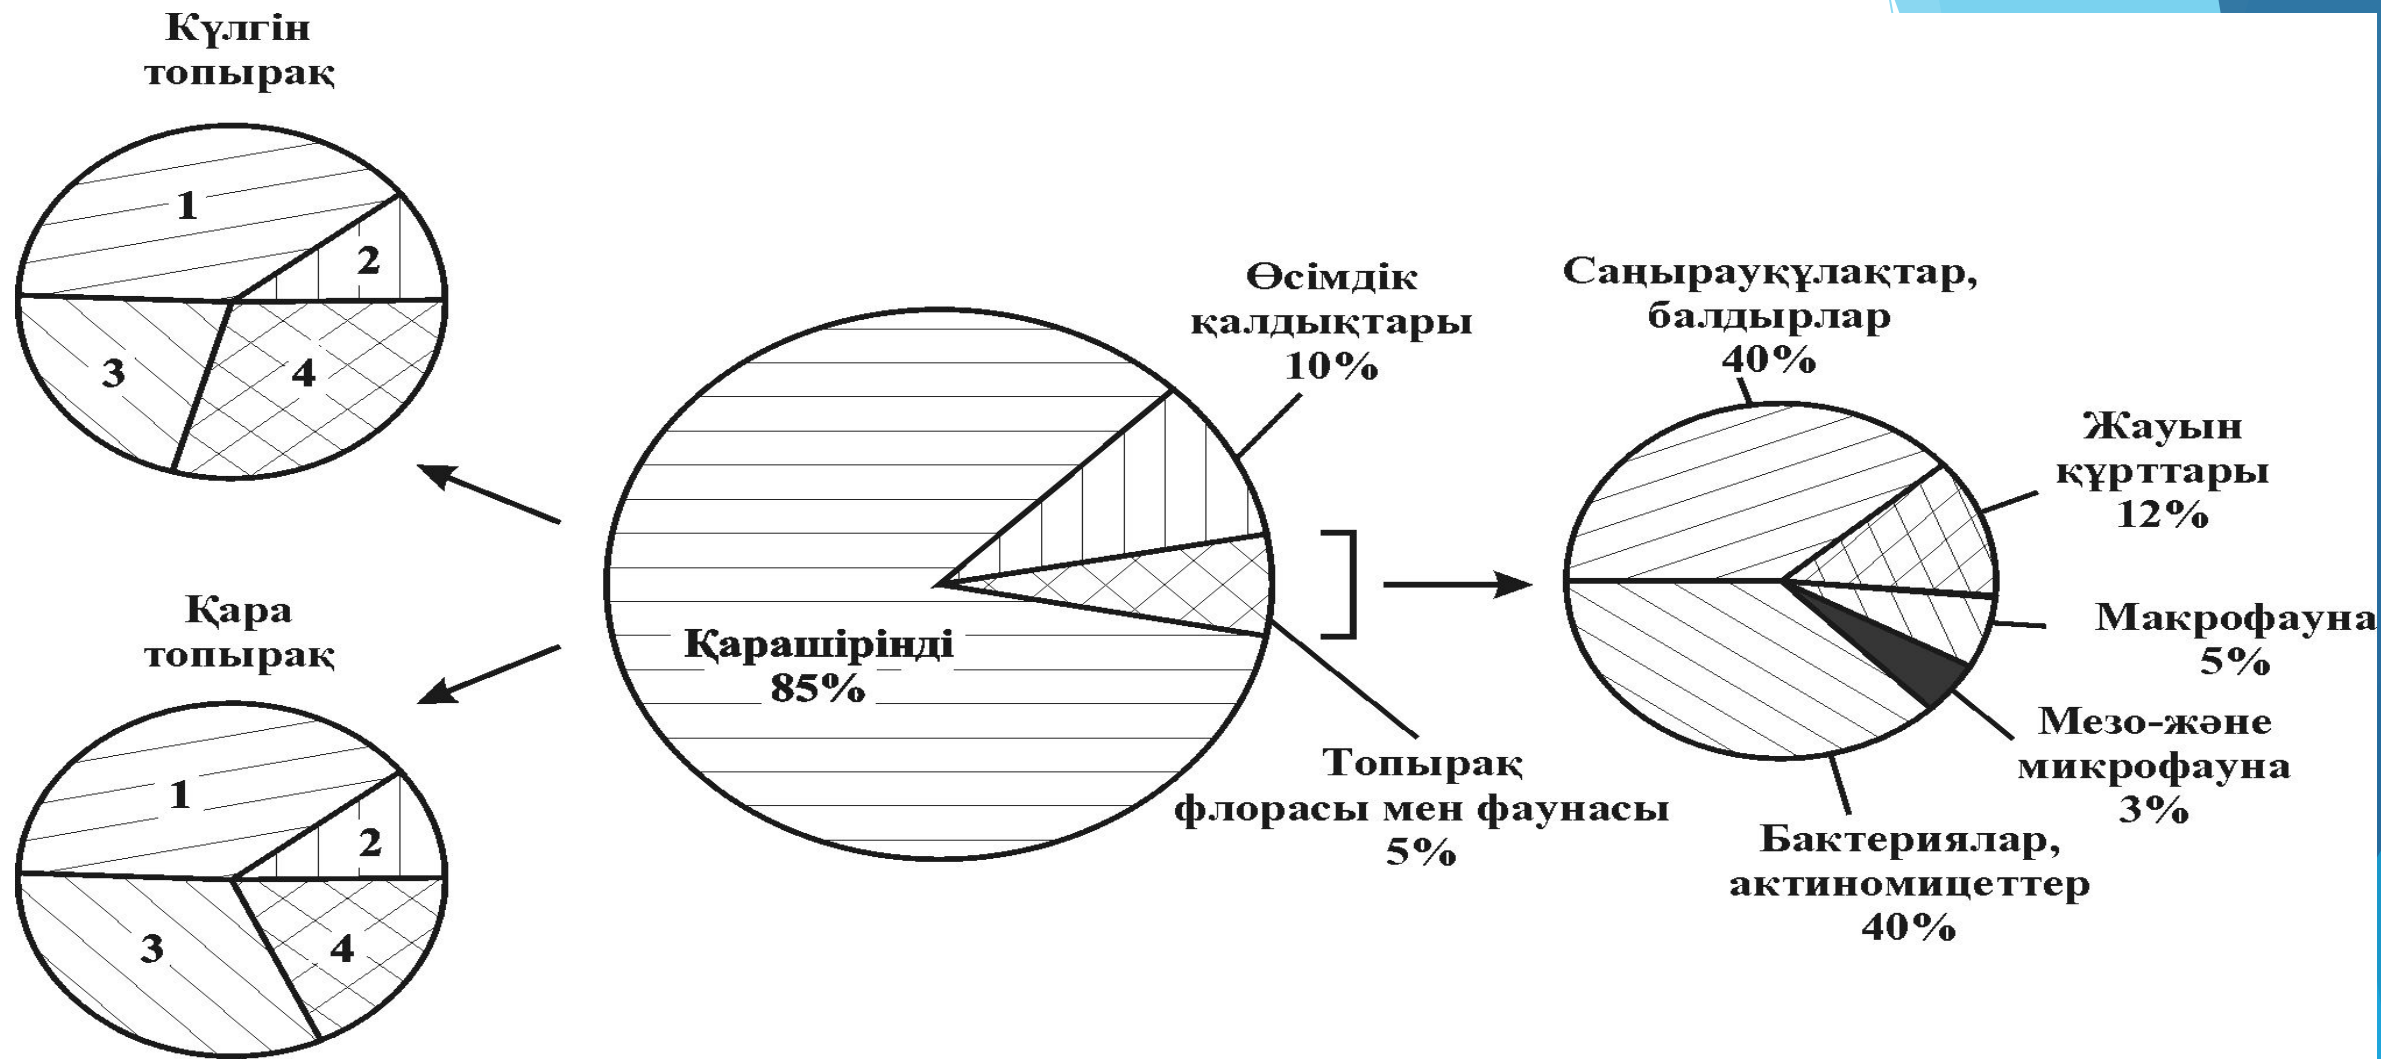 Күлгін
топырақ
1
2
3
4
Қара
топырақ
1
2
3
4
Қарашірінді
85%
Өсімдік
қалдықтары
10%
Топырақ
флорасы мен фаунасы
5%
Саңырауқұлақтар,
балдырлар
40%
Жауын
құрттары
12%
Макрофауна
5%
Мезо-және
микрофауна
3%
Бактериялар,
актиномицеттер
40%